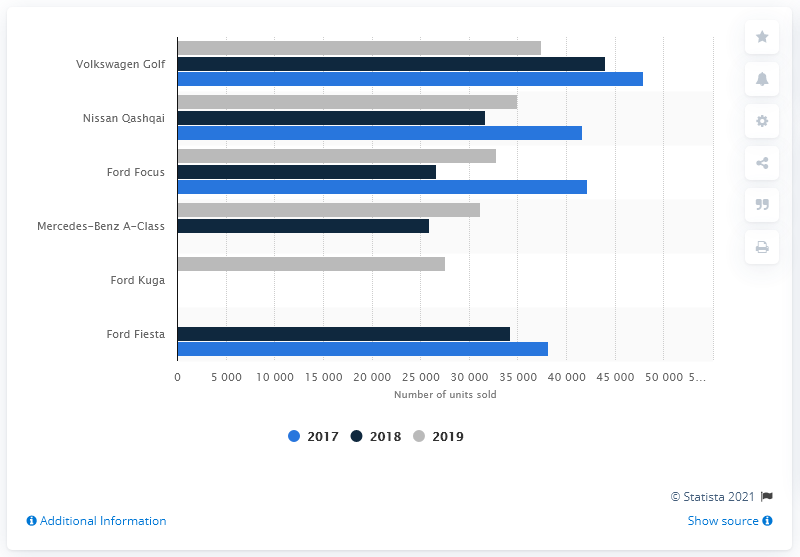 Volkswagen Golf
Nissan Qashqai
Ford Focus
Mercedes-Benz A-Class
Ford Kuga
Ford Fiesta
0 5 000 10 000 15 000 20 000 25 000 30 000 35 000 40 000 45 000 50 000 5...
Number of units sold
2017 2018 2019
© Statista 2021
Additional Information Show source